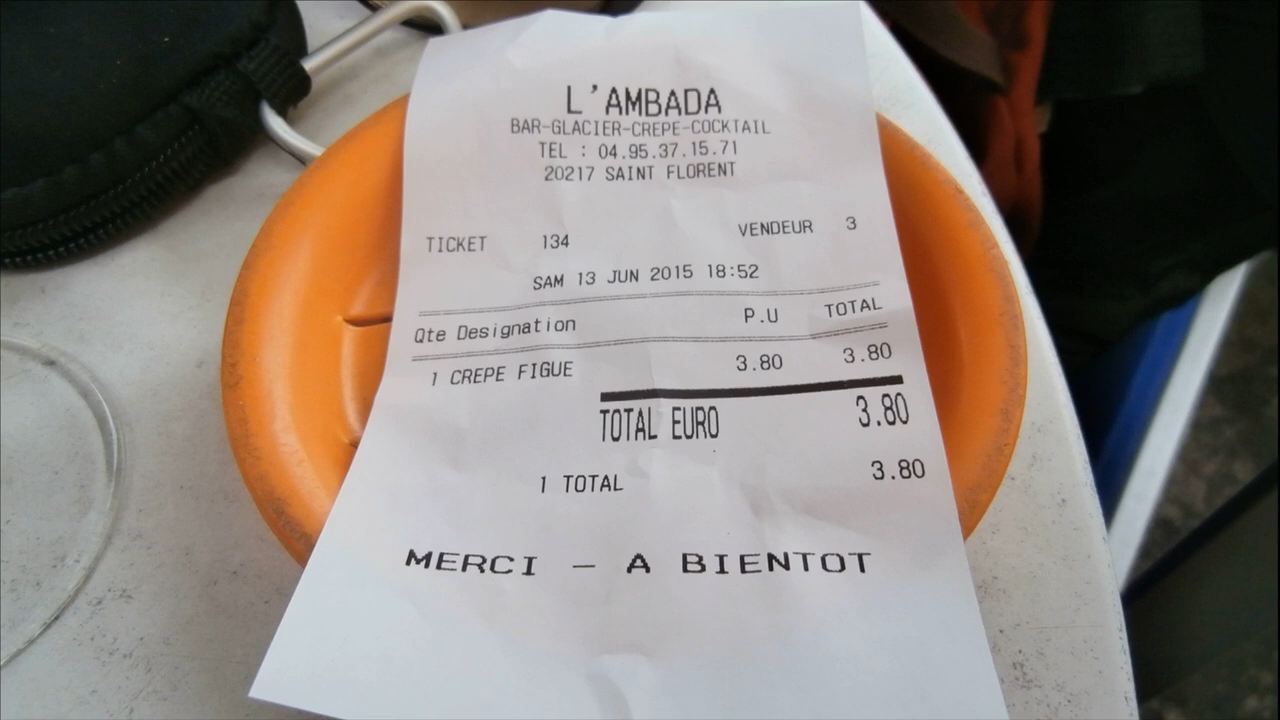 L'AMBADA
BAR-GLACIER-CREPE-COCKTAIL
TEL : 04.95.37.15.71
20217 SAINT FLORENT
TICKET 134 VENDEUR 3
SAM 13 JUN 2015 18:52
Qte Designation P.U TOTAL
1 CREPE FIGUE 3.80 3.80
TOTAL EURO 3.80
1 TOTAL 3.80
MERCI - A BIENTOT